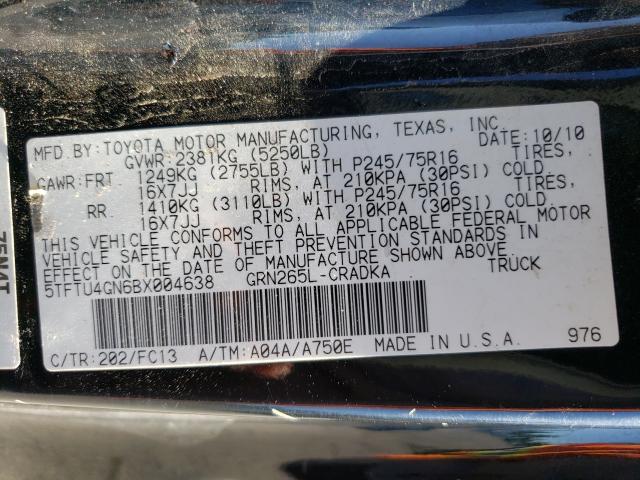 MFD.BY:TOYOTA MOTOR MANUFACTURING, TEXAS, INC.
GVWR:2381KG (5250LB) DATE:10/10
GAWR:FRT 1249KG (2755LB) WITH P245/75R16 TIRES,
16X7JJ RIMS, AT 210KPA (30PSI) COLD.
RR 1410KG (3110LB) WITH P245/75R16 TIRES,
16X7JJ RIMS, AT 210KPA (30PSI) COLD.
THIS VEHICLE CONFORMS TO ALL APPLICABLE FEDERAL MOTOR
VEHICLE SAFETY AND THEFT PREVENTION STANDARDS IN
EFFECT ON THE DATE OF MANUFACTURE SHOWN ABOVE.
5TFTU4GN6BX004638 GRN265L-CRADKA TRUCK
C/TR:202/FC13 A/TM:A04A/A750E MADE IN U.S.A. 976
75N4T